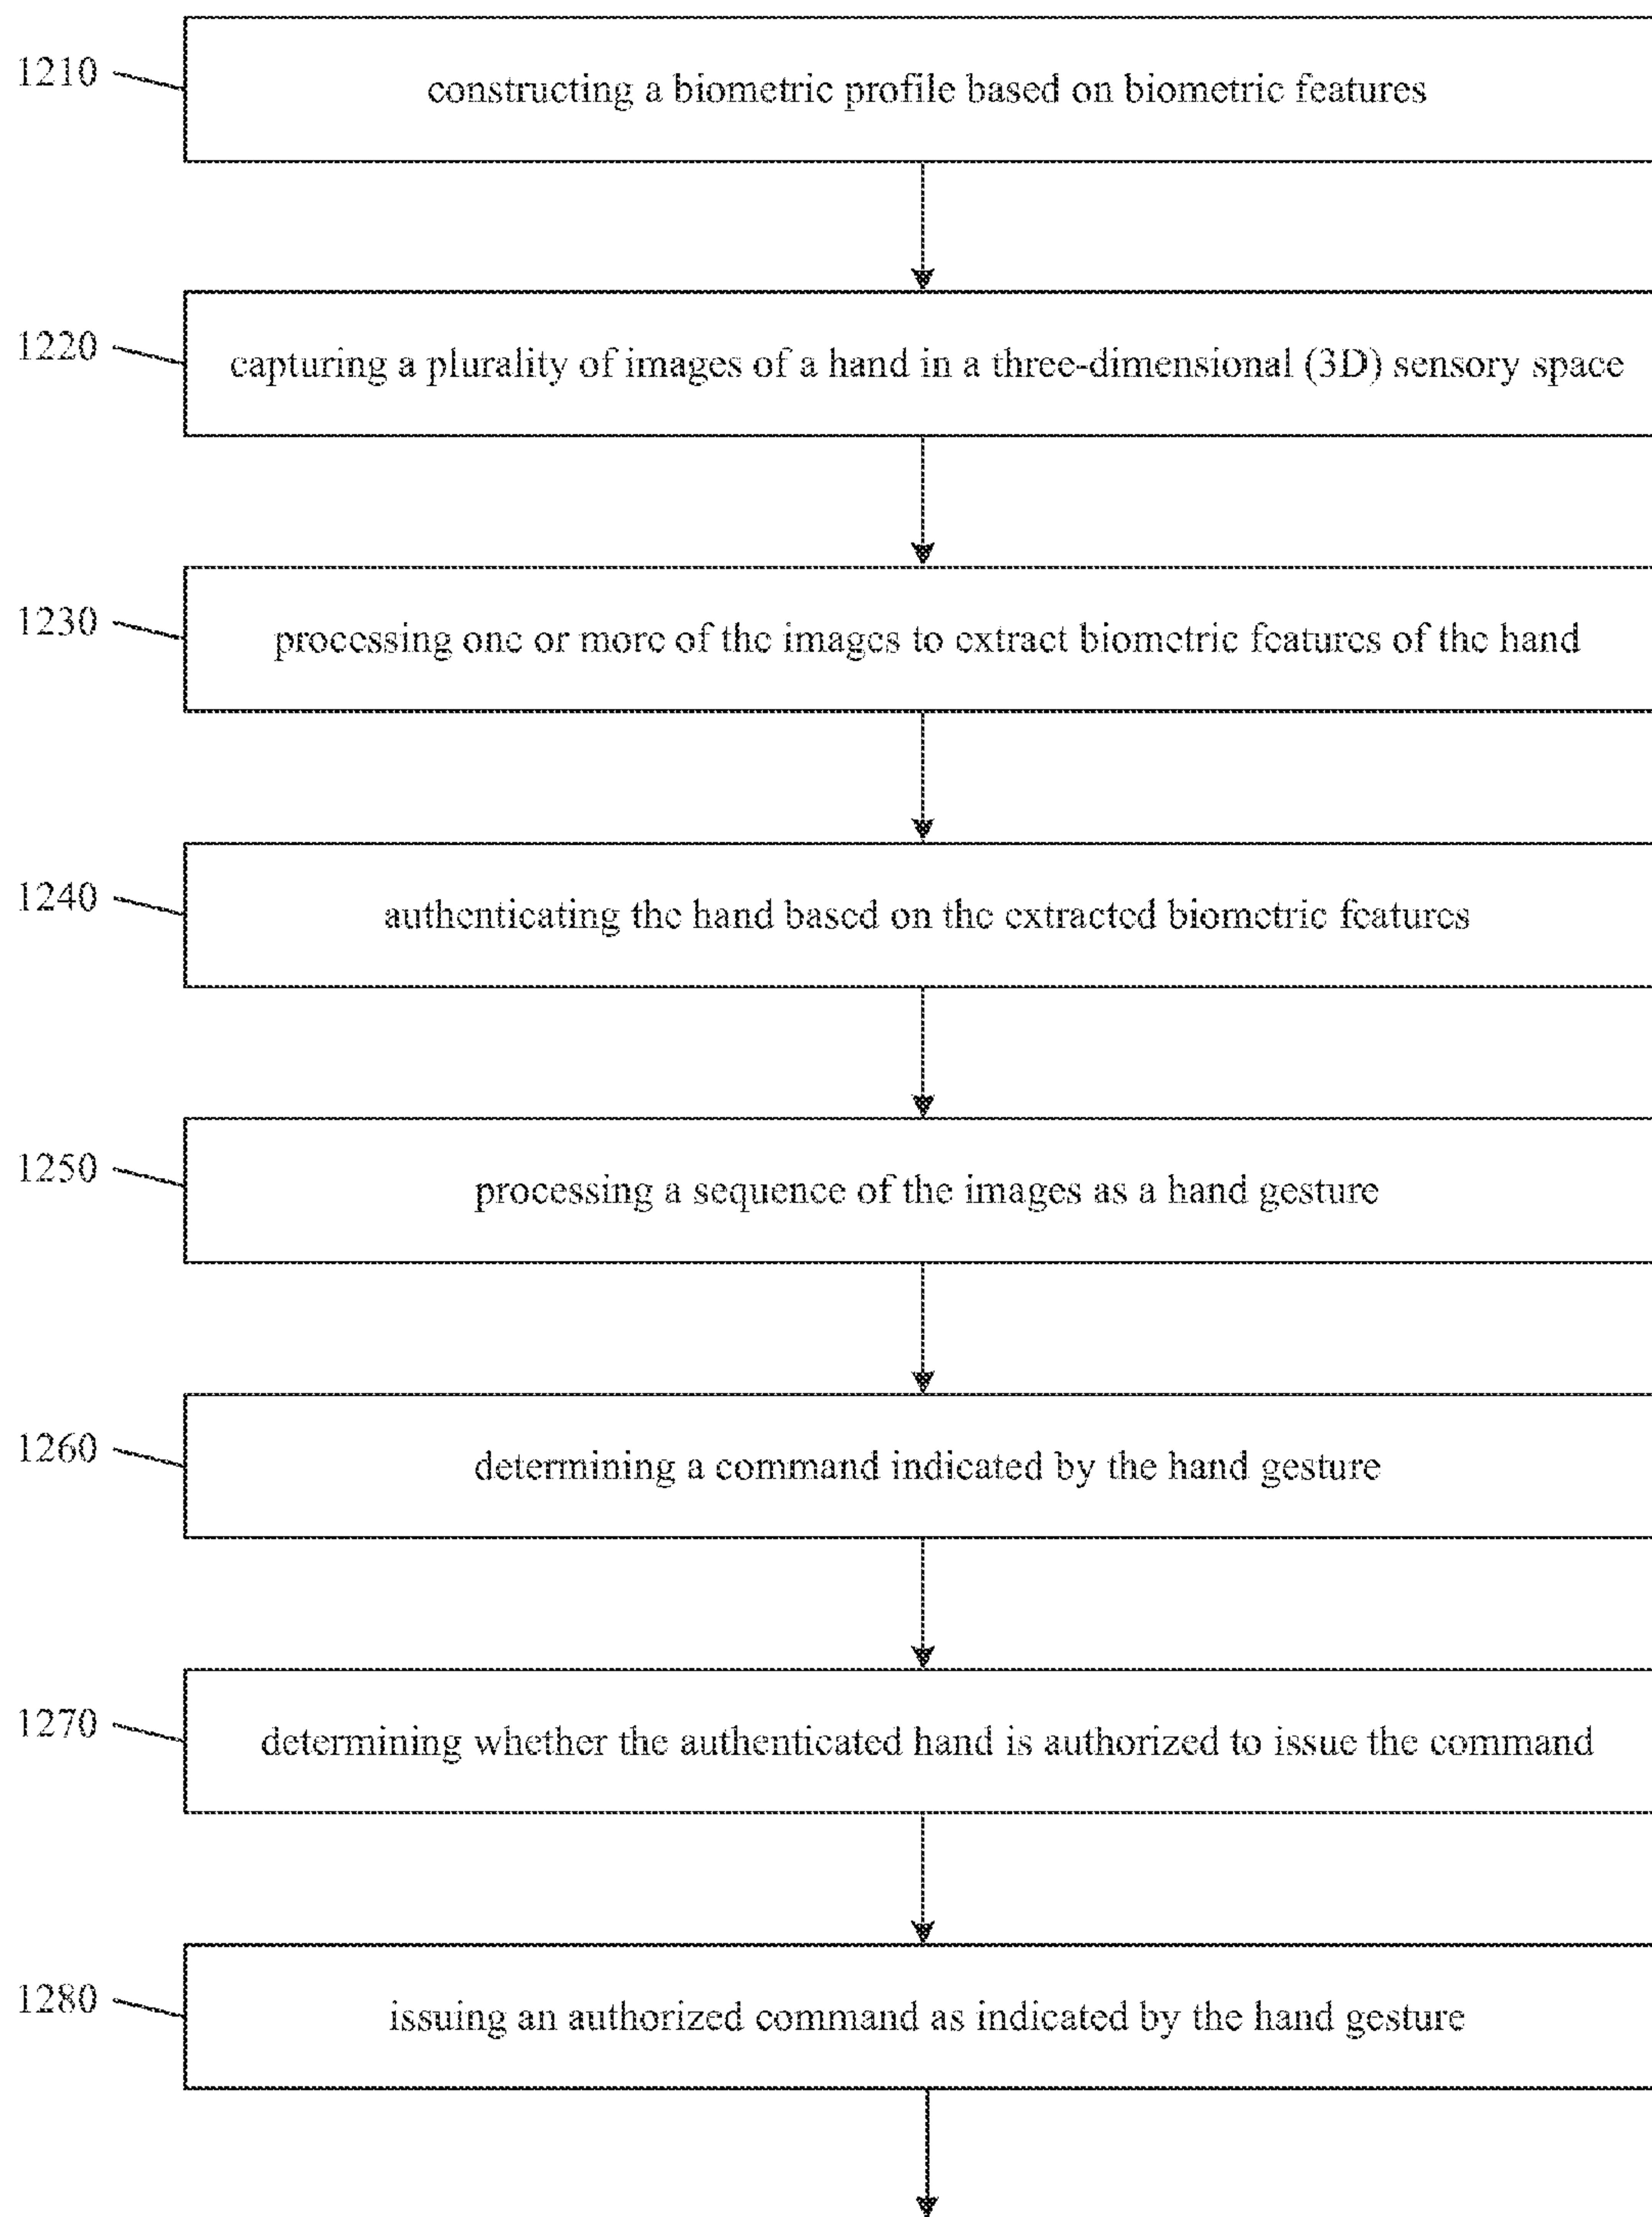 1210
constructing a biometric profile based on biometric features
1220
capturing a plurality of images of a hand in a three-dimensional (3D) sensory space
1230
processing one or more of the images to extract biometric features of the hand
1240
authenticating the hand based on the extracted biometric features
1250
processing a sequence of the images as a hand gesture
1260
determining a command indicated by the hand gesture
1270
determining whether the authenticated hand is authorized to issue the command
1280
issuing an authorized command as indicated by the hand gesture